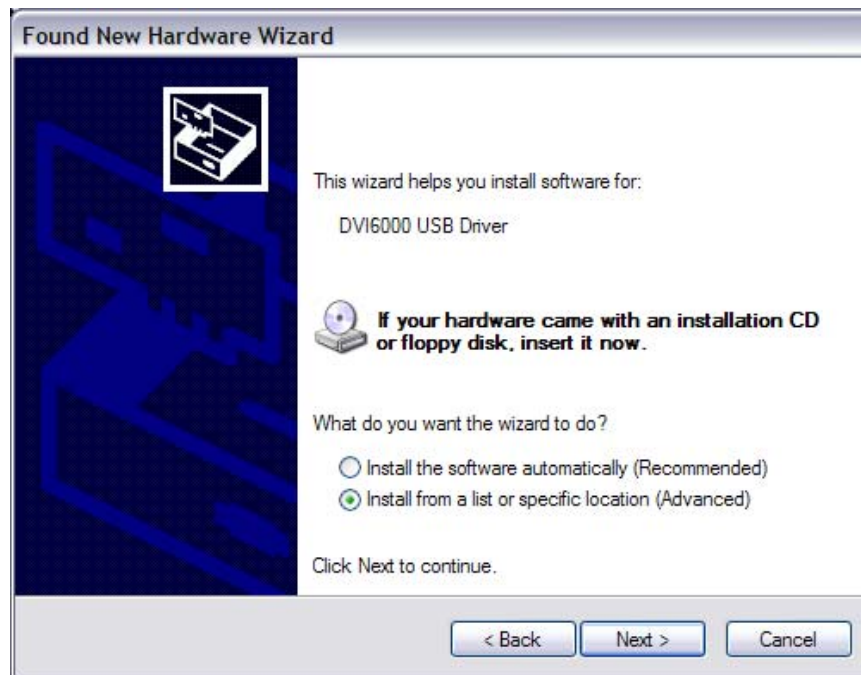 Found New Hardware Wizard
This wizard helps you install software for:
DVI6000 USB Driver
If your hardware came with an installation CD
or floppy disk, insert it now.
What do you want the wizard to do?
Install the software automatically (Recommended)
Install from a list or specific location (Advanced)
Click Next to continue.
< Back
Next >
Cancel